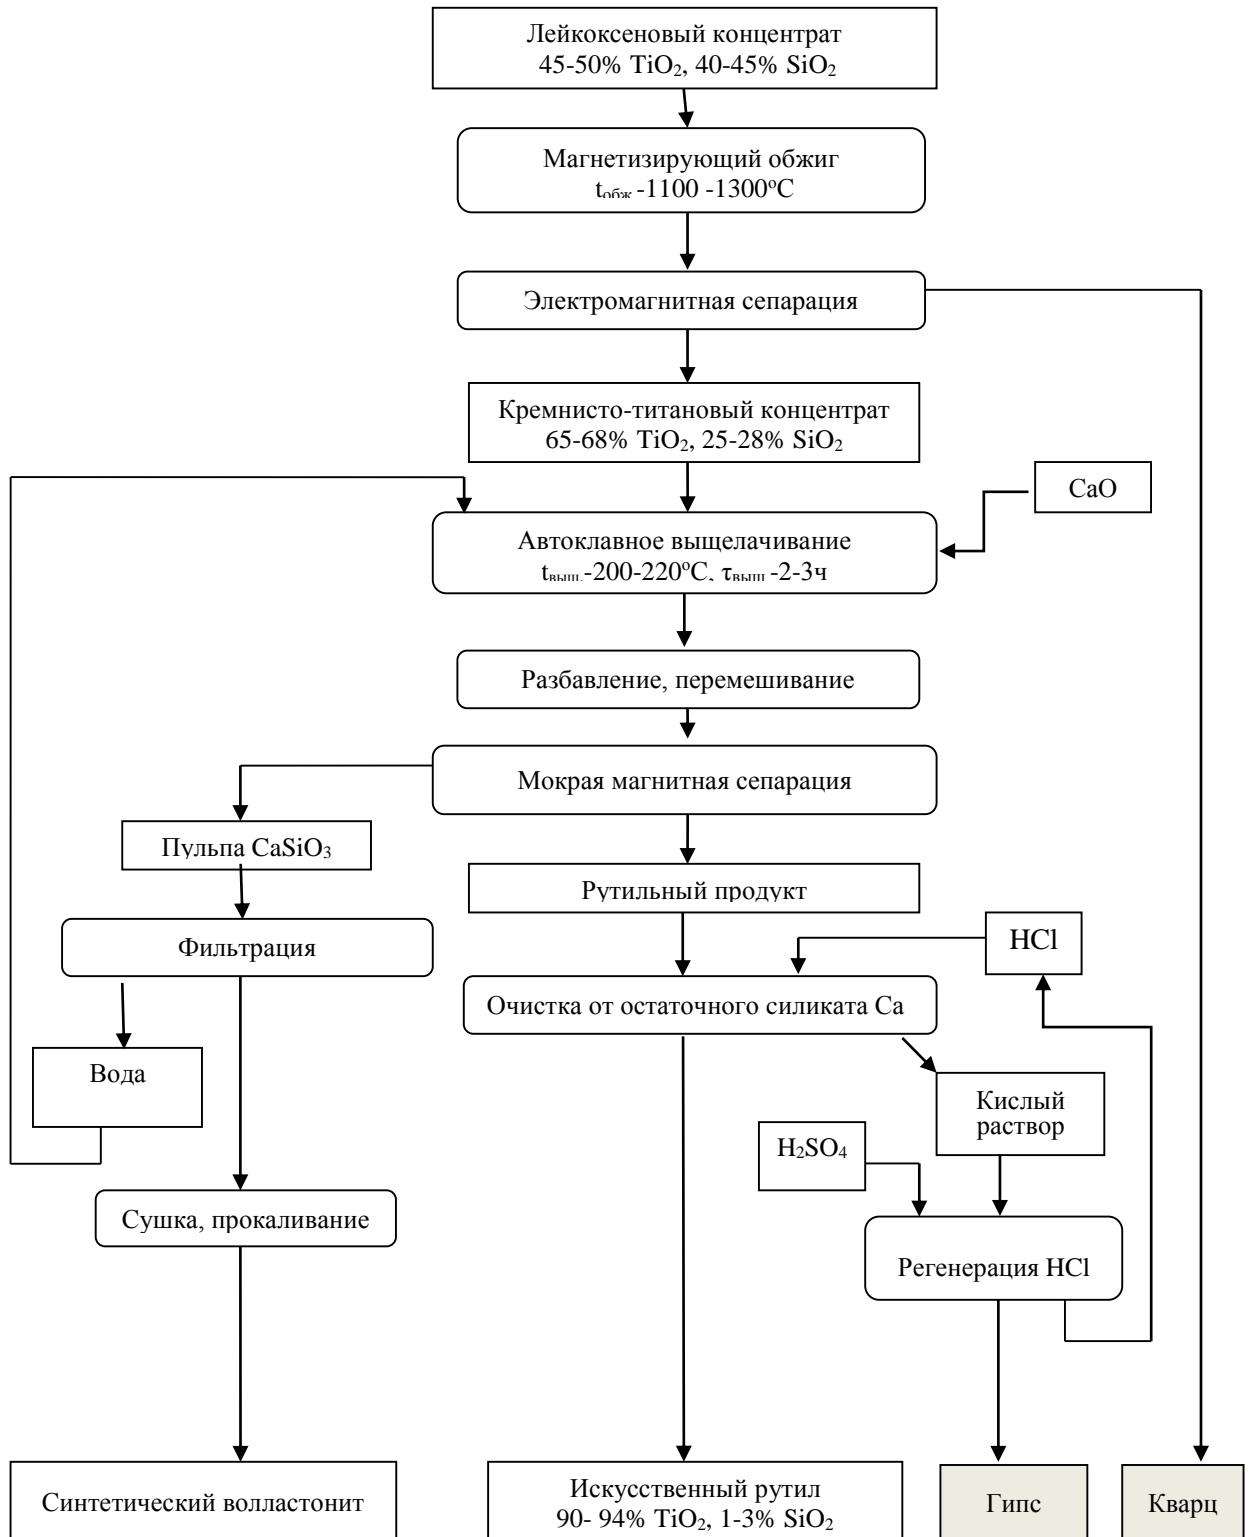 Лейкоксеновый концентрат
45-50% TiO₂, 40-45% SiO₂
Магнетизирующий обжиг
tобж -1100 -1300ºС
Электромагнитная сепарация
Кремнисто-титановый концентрат
65-68% TiO₂, 25-28% SiO₂
CaO
Автоклавное выщелачивание
tвыщ.-200-220ºС, τвыщ -2-3ч
Разбавление, перемешивание
Мокрая магнитная сепарация
Пульпа CaSiO₃
Рутильный продукт
Фильтрация
HCl
Очистка от остаточного силиката Ca
Вода
Кислый
раствор
H₂SO₄
Сушка, прокаливание
Регенерация HCl
Синтетический волластонит
Искусственный рутил
90- 94% TiO₂, 1-3% SiO₂
Гипс
Кварц